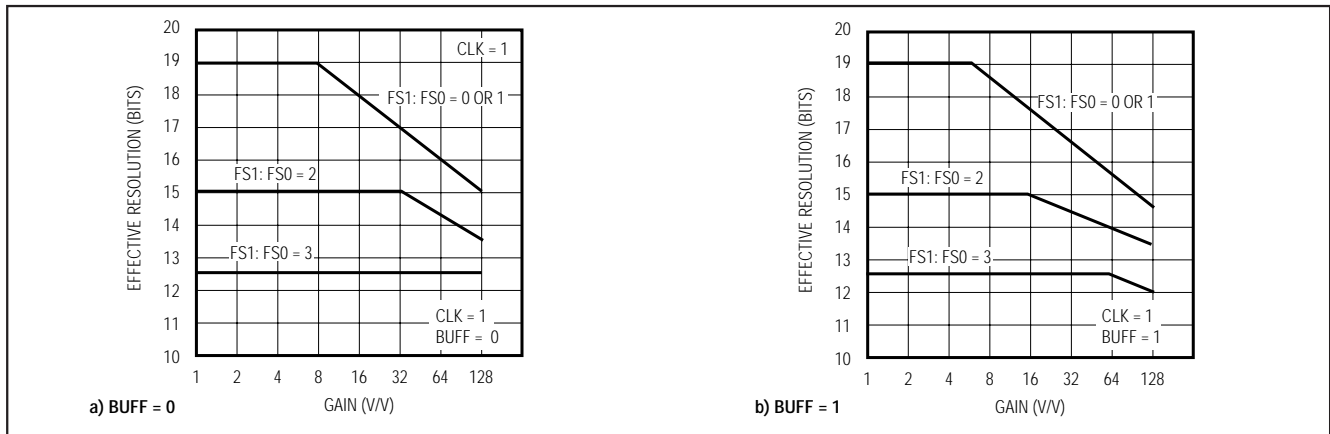 20
19
18
17
16
15
14
13
12
11
10
EFFECTIVE RESOLUTION (BITS)
CLK = 1
FS1: FS0 = 0 OR 1
FS1: FS0 = 2
FS1: FS0 = 3
CLK = 1
BUFF = 0
1 2 4 8 16 32 64 128
GAIN (V/V)
a) BUFF = 0
20
19
18
17
16
15
14
13
12
11
10
EFFECTIVE RESOLUTION (BITS)
FS1: FS0 = 0 OR 1
FS1: FS0 = 2
FS1: FS0 = 3
CLK = 1
BUFF = 1
1 2 4 8 16 32 64 128
GAIN (V/V)
b) BUFF = 1